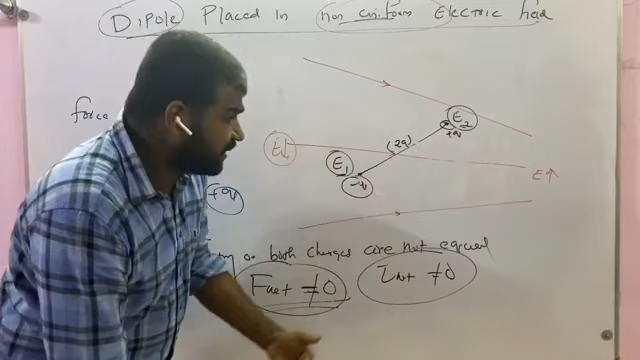 Dipole Placed in non uniform Electric field
force
E↓
E₁
-q
(2a)
E₂
+q
E↑
+q
on both charges are not equal
Fnet ≠ 0
τNet ≠ 0